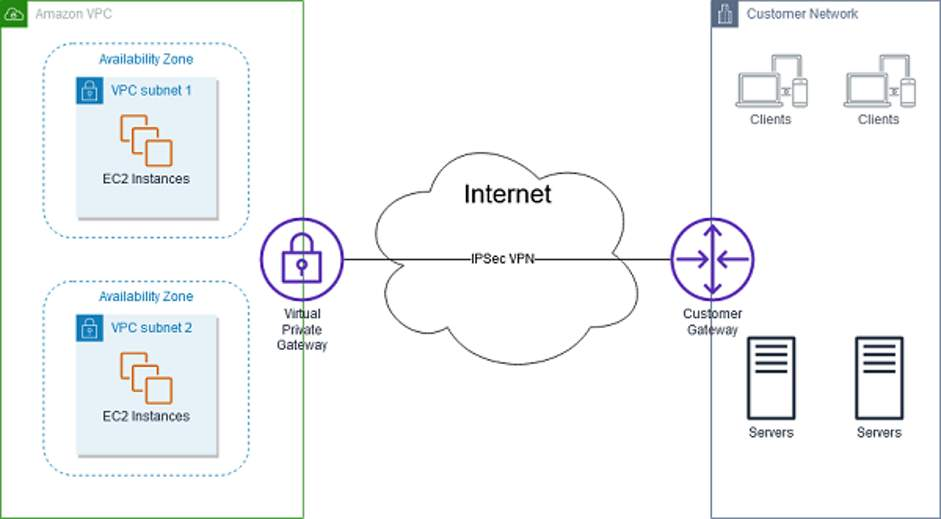 Amazon VPC
Availability Zone
VPC subnet 1
EC2 Instances
Availability Zone
VPC subnet 2
EC2 Instances
Virtual
Private
Gateway
Internet
IPSec VPN
Customer
Gateway
Customer Network
Clients
Clients
Servers
Servers